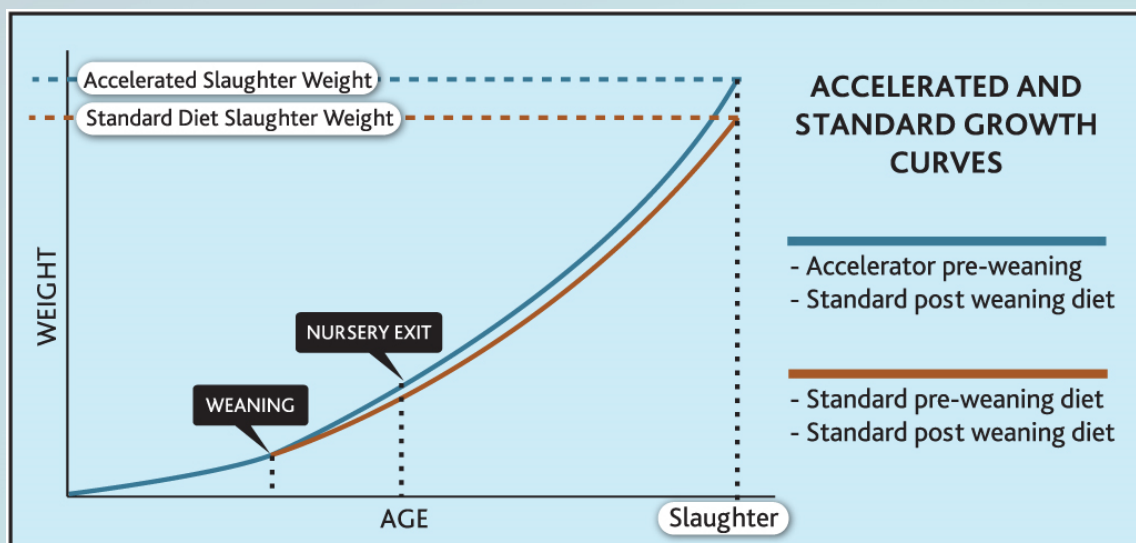 Accelerated Slaughter Weight
Standard Diet Slaughter Weight
ACCELERATED AND
STANDARD GROWTH
CURVES
WEIGHT
NURSERY EXIT
WEANING
- Accelerator pre-weaning
- Standard post weaning diet
- Standard pre-weaning diet
- Standard post weaning diet
AGE
Slaughter